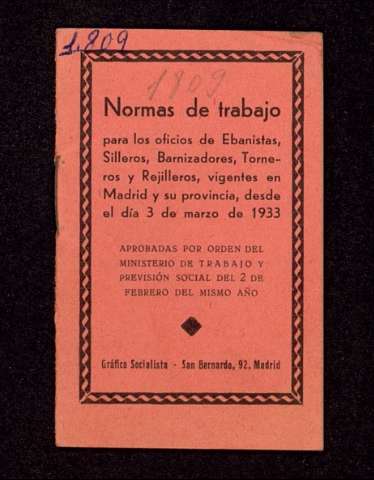 1.809
1809
Normas de trabajo
para los oficios de Ebanistas,
Silleros, Barnizadores, Torne-
ros y Rejilleros, vigentes en
Madrid y su provincia, desde
el día 3 de marzo de 1933
APROBADAS POR ORDEN DEL
MINISTERIO DE TRABAJO Y
PREVISIÓN SOCIAL DEL 2 DE
FEBRERO DEL MISMO AÑO
Gráfica Socialista - San Bernardo, 92. Madrid